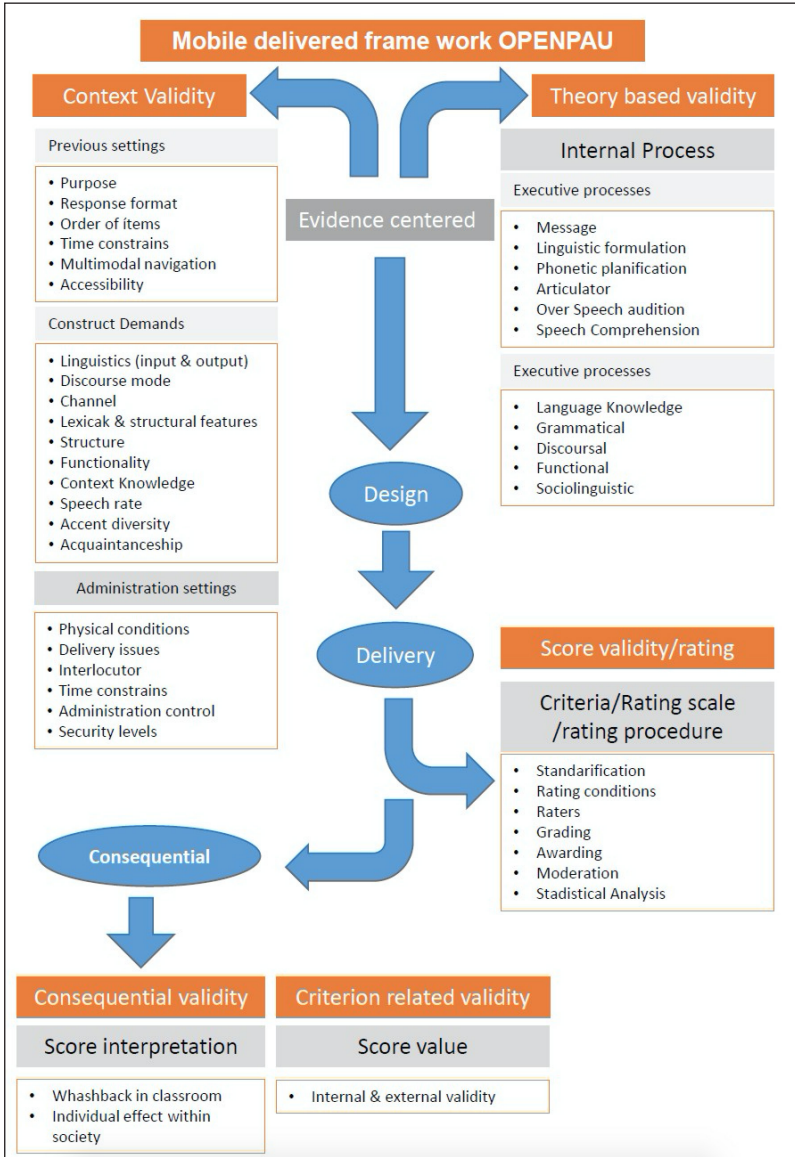 Mobile delivered frame work OPENPAU
Context Validity
Previous settings
• Purpose
• Response format
• Order of ítems
• Time constrains
• Multimodal navigation
• Accessibility
Construct Demands
• Linguistics (input & output)
• Discourse mode
• Channel
• Lexicak & structural features
• Structure
• Functionality
• Context Knowledge
• Speech rate
• Accent diversity
• Acquaintanceship
Administration settings
• Physical conditions
• Delivery issues
• Interlocutor
• Time constrains
• Administration control
• Security levels
Evidence centered
Design
Delivery
Theory based validity
Internal Process
Executive processes
• Message
• Linguistic formulation
• Phonetic planification
• Articulator
• Over Speech audition
• Speech Comprehension
Executive processes
• Language Knowledge
• Grammatical
• Discoursal
• Functional
• Sociolinguistic
Score validity/rating
Criteria/Rating scale
/rating procedure
• Standarification
• Rating conditions
• Raters
• Grading
• Awarding
• Moderation
• Stadistical Analysis
Consequential
Consequential validity
Score interpretation
• Whashback in classroom
• Individual effect within
society
Criterion related validity
Score value
• Internal & external validity